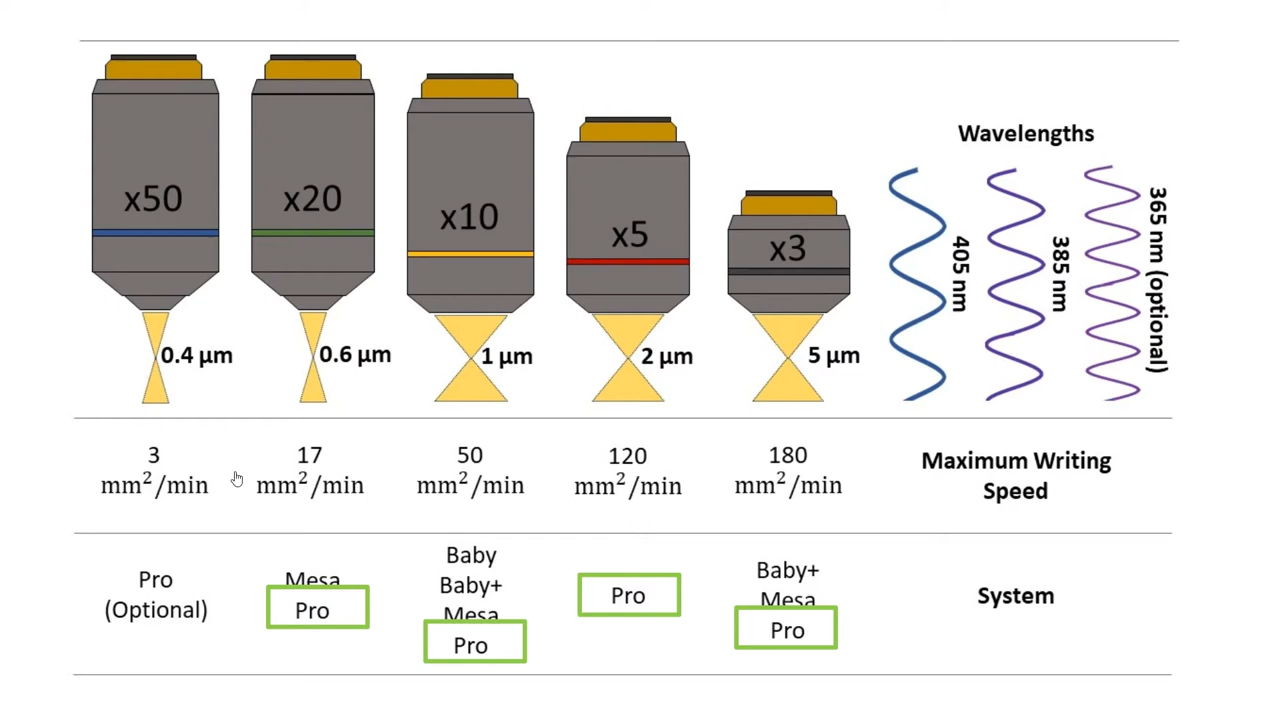 x50
x20
x10
x5
x3
0.4 µm
0.6 µm
1 µm
2 µm
5 µm
Wavelengths
405 nm
385 nm
365 nm (optional)
3
mm²/min
17
mm²/min
50
mm²/min
120
mm²/min
180
mm²/min
Maximum Writing
Speed
Pro
(Optional)
Mesa
Pro
Baby
Baby+
Mesa
Pro
Pro
Baby+
Mesa
Pro
System